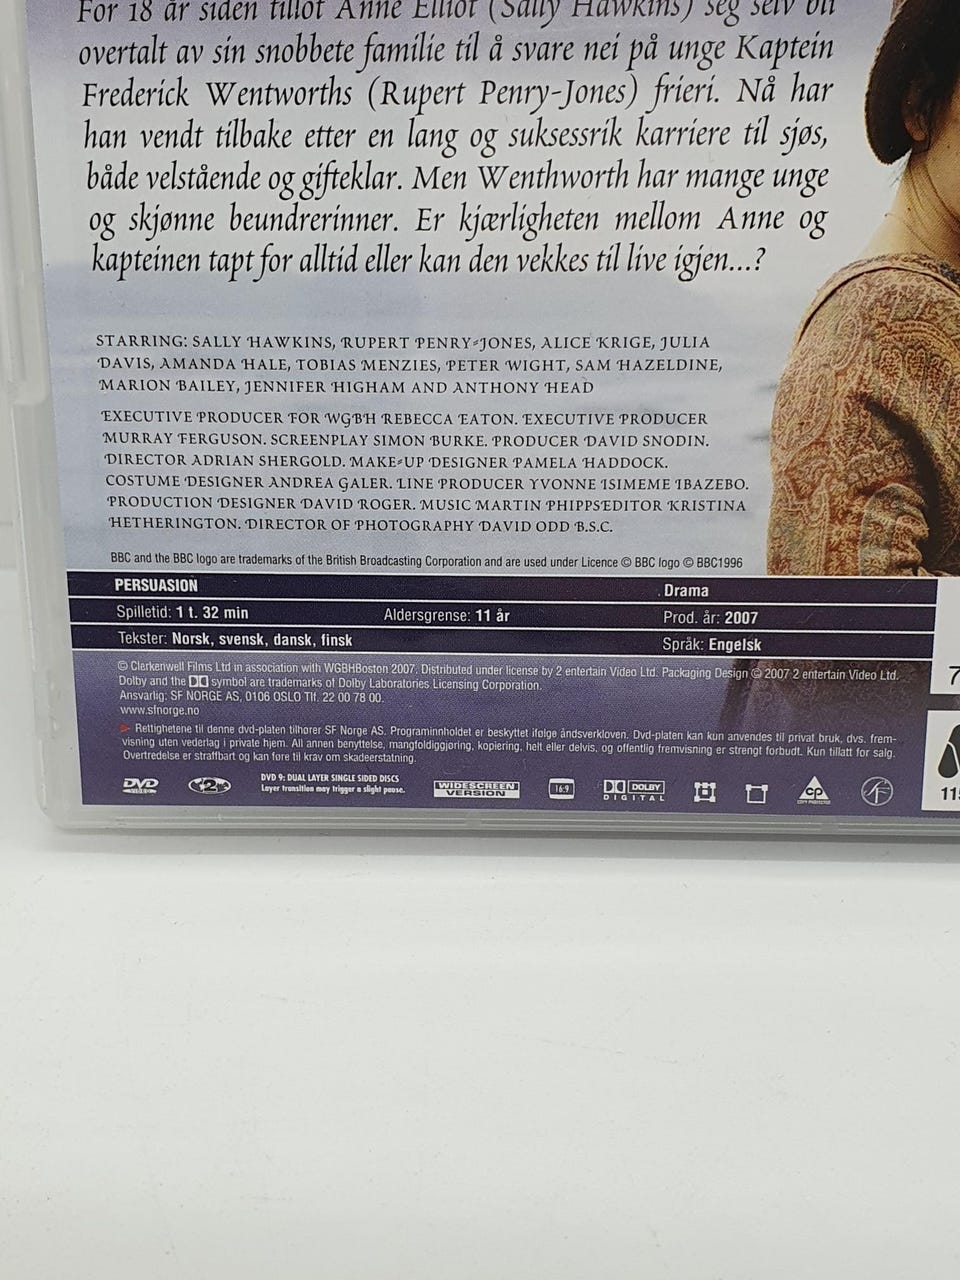 For 18 år siden tillot Anne Elliot (Sally Hawkins) seg selv bli
overtalt av sin snobbete familie til å svare nei på unge Kaptein
Frederick Wentworths (Rupert Penry-Jones) frieri. Nå har
han vendt tilbake etter en lang og suksessrik karriere til sjøs,
både velstående og gifteklar. Men Wenthworth har mange unge
og skjønne beundrerinner. Er kjærligheten mellom Anne og
kapteinen tapt for alltid eller kan den vekkes til live igjen...?
STARRING: SALLY HAWKINS, RUPERT PENRY-JONES, ALICE KRIGE, JULIA
DAVIS, AMANDA HALE, TOBIAS MENZIES, PETER WIGHT, SAM HAZELDINE,
MARION BAILEY, JENNIFER HIGHAM AND ANTHONY HEAD
EXECUTIVE PRODUCER FOR WGBH REBECCA EATON. EXECUTIVE PRODUCER
MURRAY FERGUSON. SCREENPLAY SIMON BURKE. PRODUCER DAVID SNODIN.
DIRECTOR ADRIAN SHERGOLD. MAKE-UP DESIGNER PAMELA HADDOCK.
COSTUME DESIGNER ANDREA GALER. LINE PRODUCER YVONNE ISIMEME IBAZEBO.
PRODUCTION DESIGNER DAVID ROGER. MUSIC MARTIN PHIPPS EDITOR KRISTINA
HETHERINGTON. DIRECTOR OF PHOTOGRAPHY DAVID ODD B.S.C.
BBC and the BBC logo are trademarks of the British Broadcasting Corporation and are used under Licence © BBC logo © BBC1996
PERSUASION Drama
Spilletid: 1 t. 32 min Aldersgrense: 11 år Prod. år: 2007
Tekster: Norsk, svensk, dansk, finsk Språk: Engelsk
© Clerkenwell Films Ltd in association with WGBHBoston 2007. Distributed under license by 2 entertain Video Ltd. Packaging Design © 2007 2 entertain Video Ltd.
Dolby and the DD symbol are trademarks of Dolby Laboratories Licensing Corporation.
Ansvarlig: SF NORGE AS, 0106 OSLO Tlf. 22 00 78 00.
www.sfnorge.no
Rettighetene til denne dvd-platen tilhører SF Norge AS. Programinnholdet er beskyttet ifølge åndsverkloven. Dvd-platen kan kun anvendes til privat bruk, dvs. frem-
visning uten vederlag i private hjem. All annen benyttelse, mangfoldiggjøring, kopiering, helt eller delvis, og offentlig fremvisning er strengt forbudt. Kun tillatt for salg.
Overtredelse er straffbart og kan føre til krav om skadeerstatning.
DVD VIDEO
2
DVD 9: DUAL LAYER SINGLE SIDED DISCS
Layer transition may trigger a slight pause.
WIDESCREEN VERSION
16:9
DOLBY DIGITAL
CP
COPY PROTECTED
SF
7
115